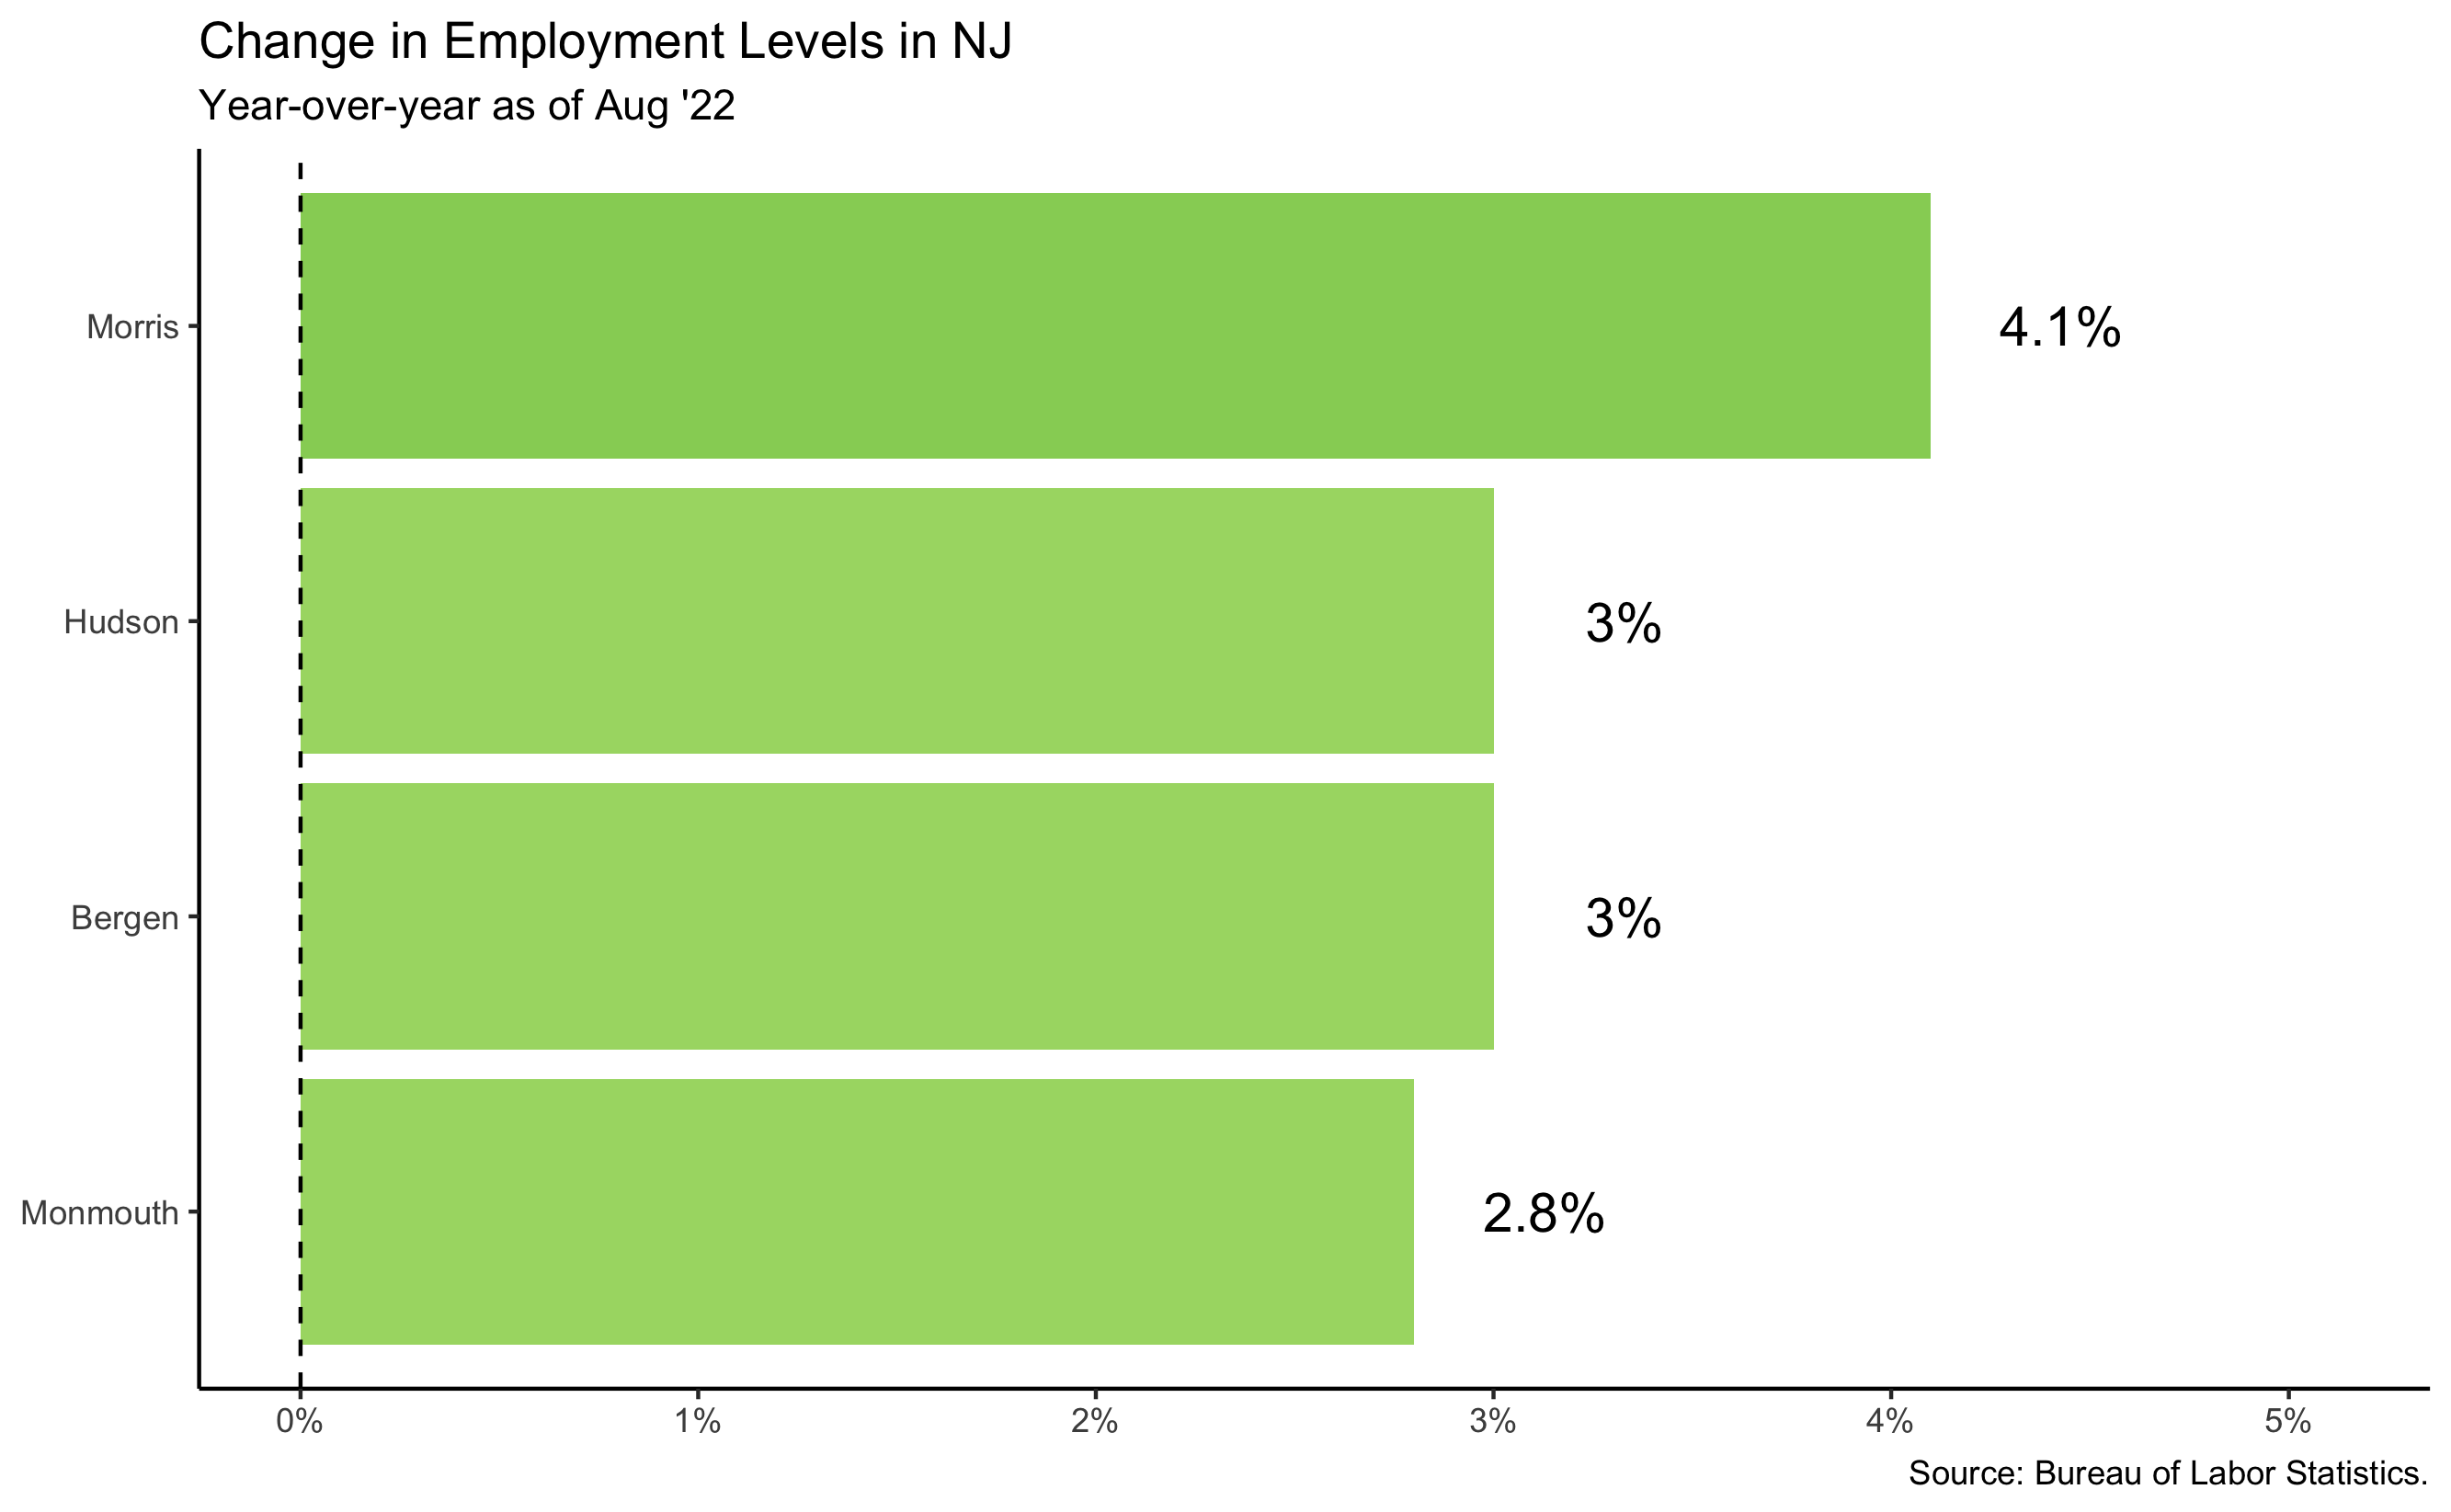 Change in Employment Levels in NJ
Year-over-year as of Aug '22
Morris
4.1%
Hudson
3%
Bergen
3%
Monmouth
2.8%
0% 1% 2% 3% 4% 5%
Source: Bureau of Labor Statistics.